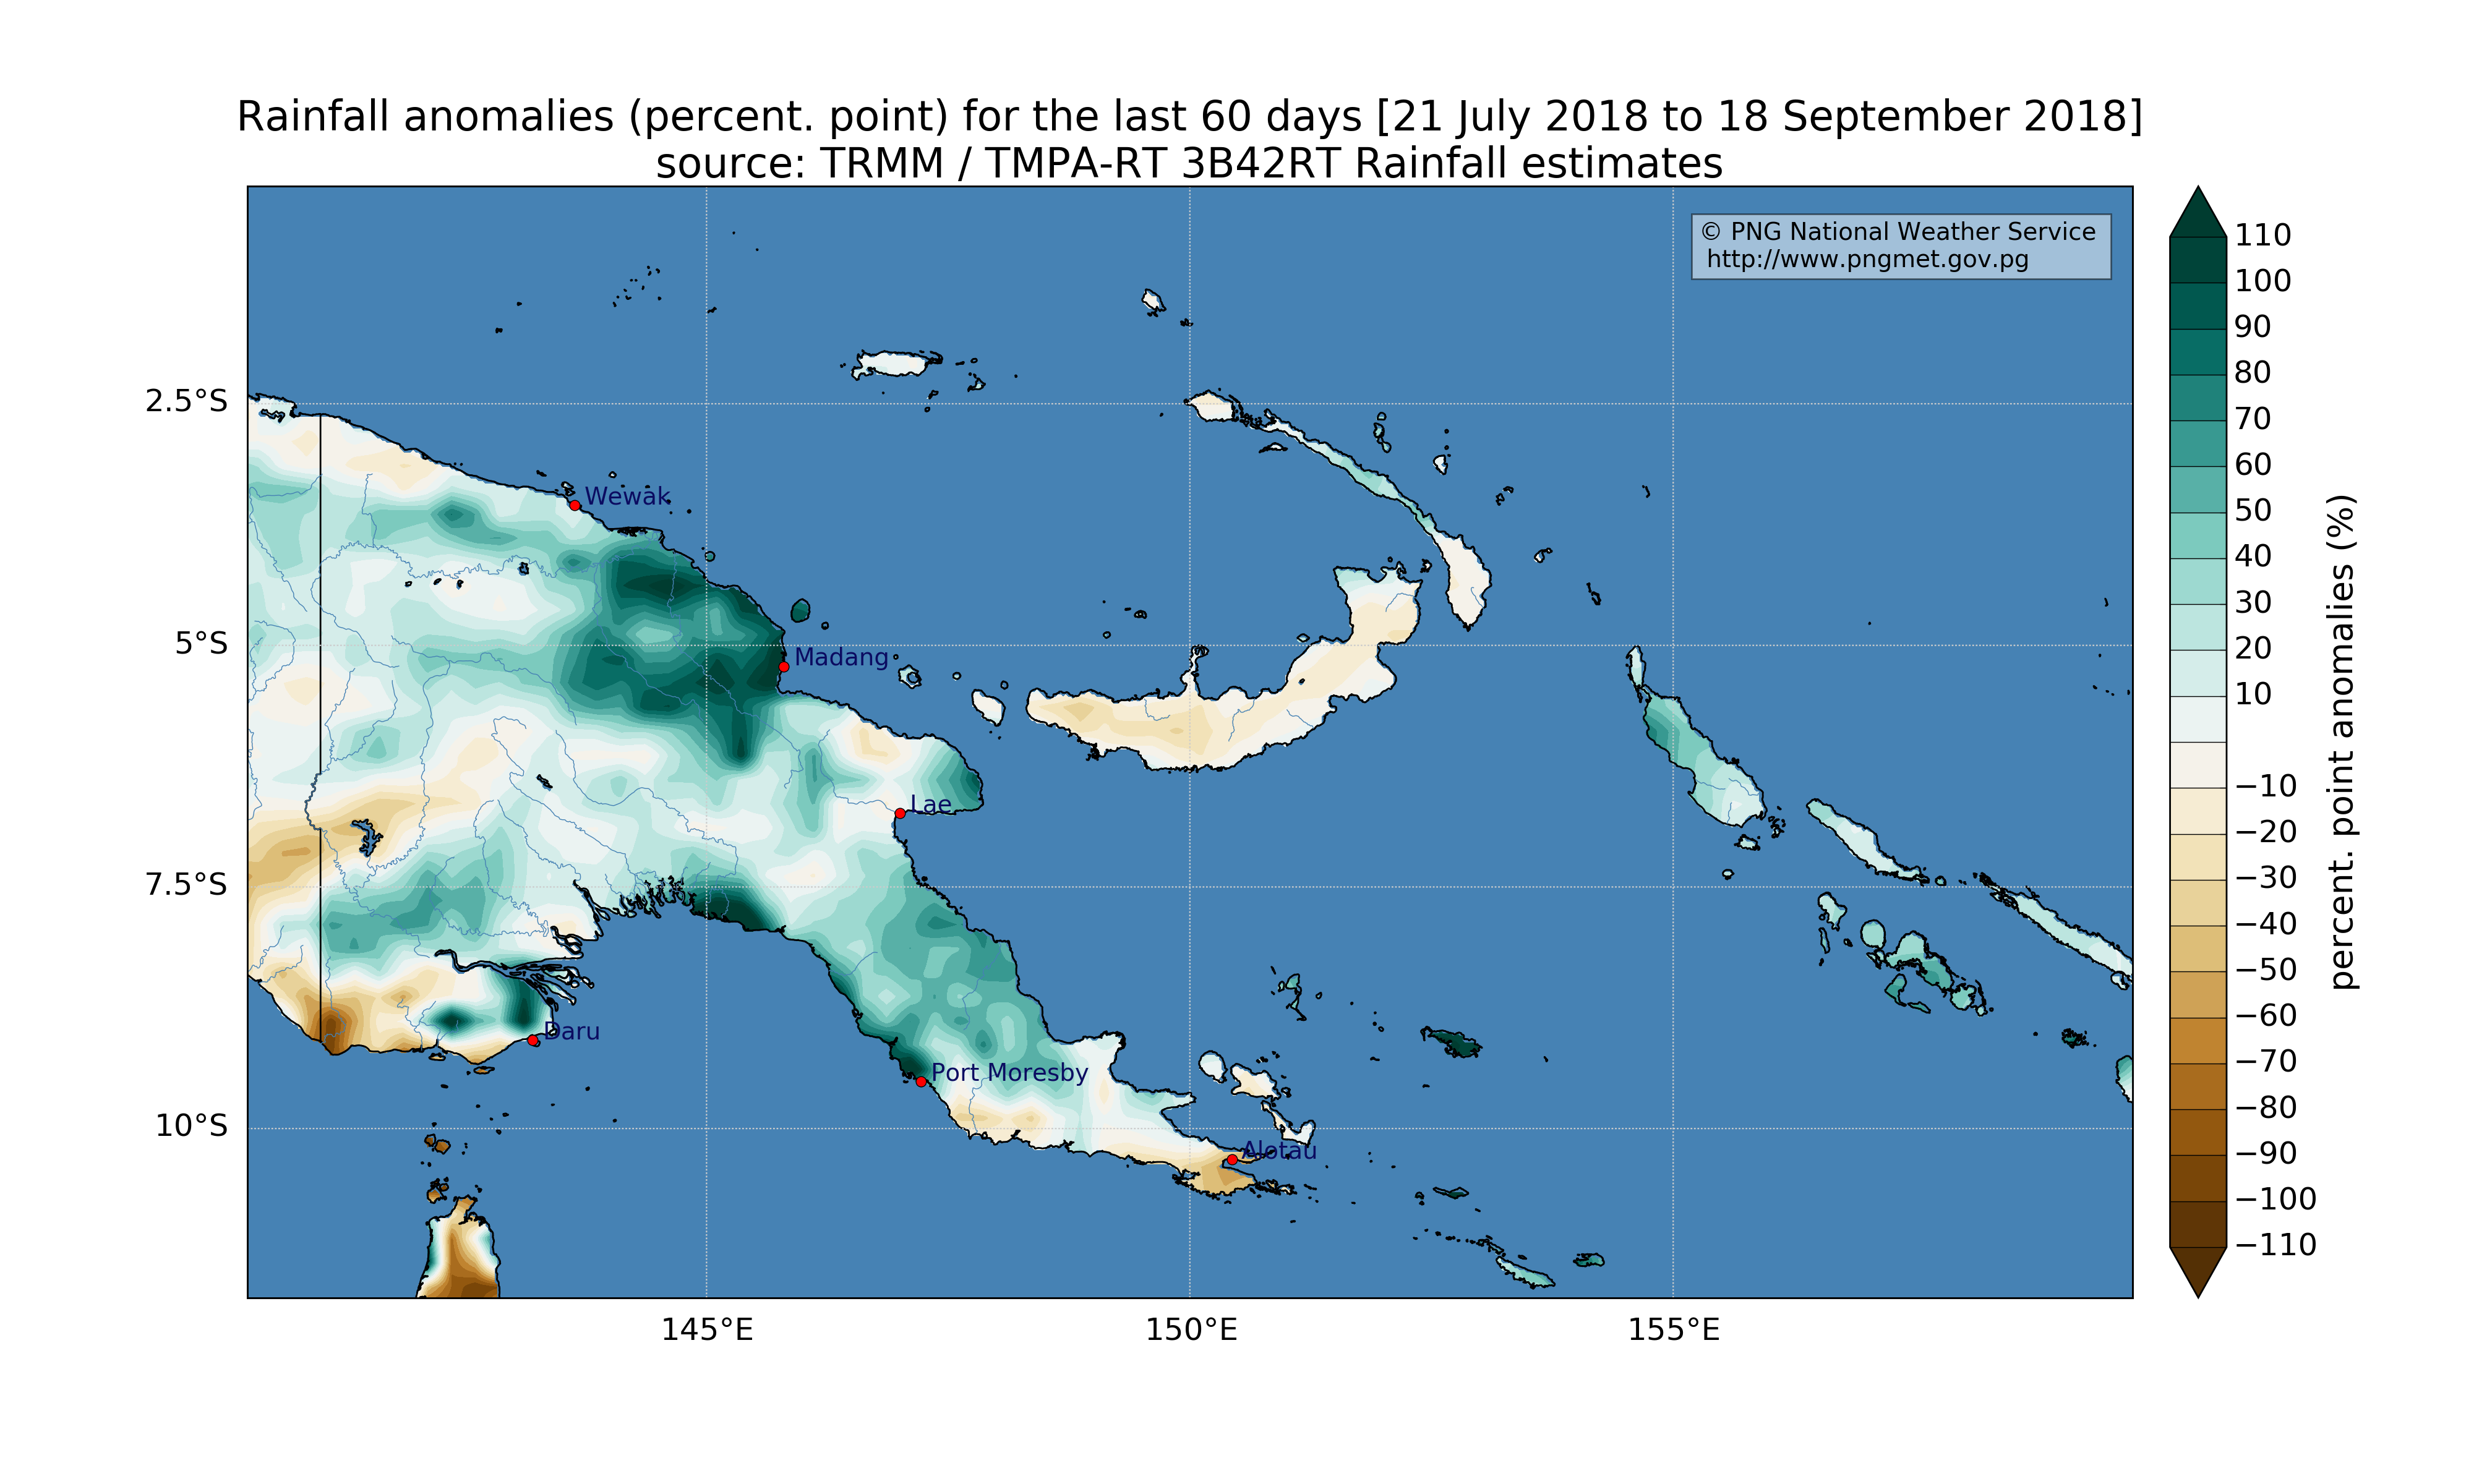 Rainfall anomalies (percent. point) for the last 60 days [21 July 2018 to 18 September 2018]
source: TRMM / TMPA-RT 3B42RT Rainfall estimates
© PNG National Weather Service
http://www.pngmet.gov.pg
2.5°S
5°S
7.5°S
10°S
Wewak
Madang
Lae
Daru
Port Moresby
Alotau
145°E
150°E
155°E
110
100
90
80
70
60
50
40
30
20
10
−10
−20
−30
−40
−50
−60
−70
−80
−90
−100
−110
percent. point anomalies (%)